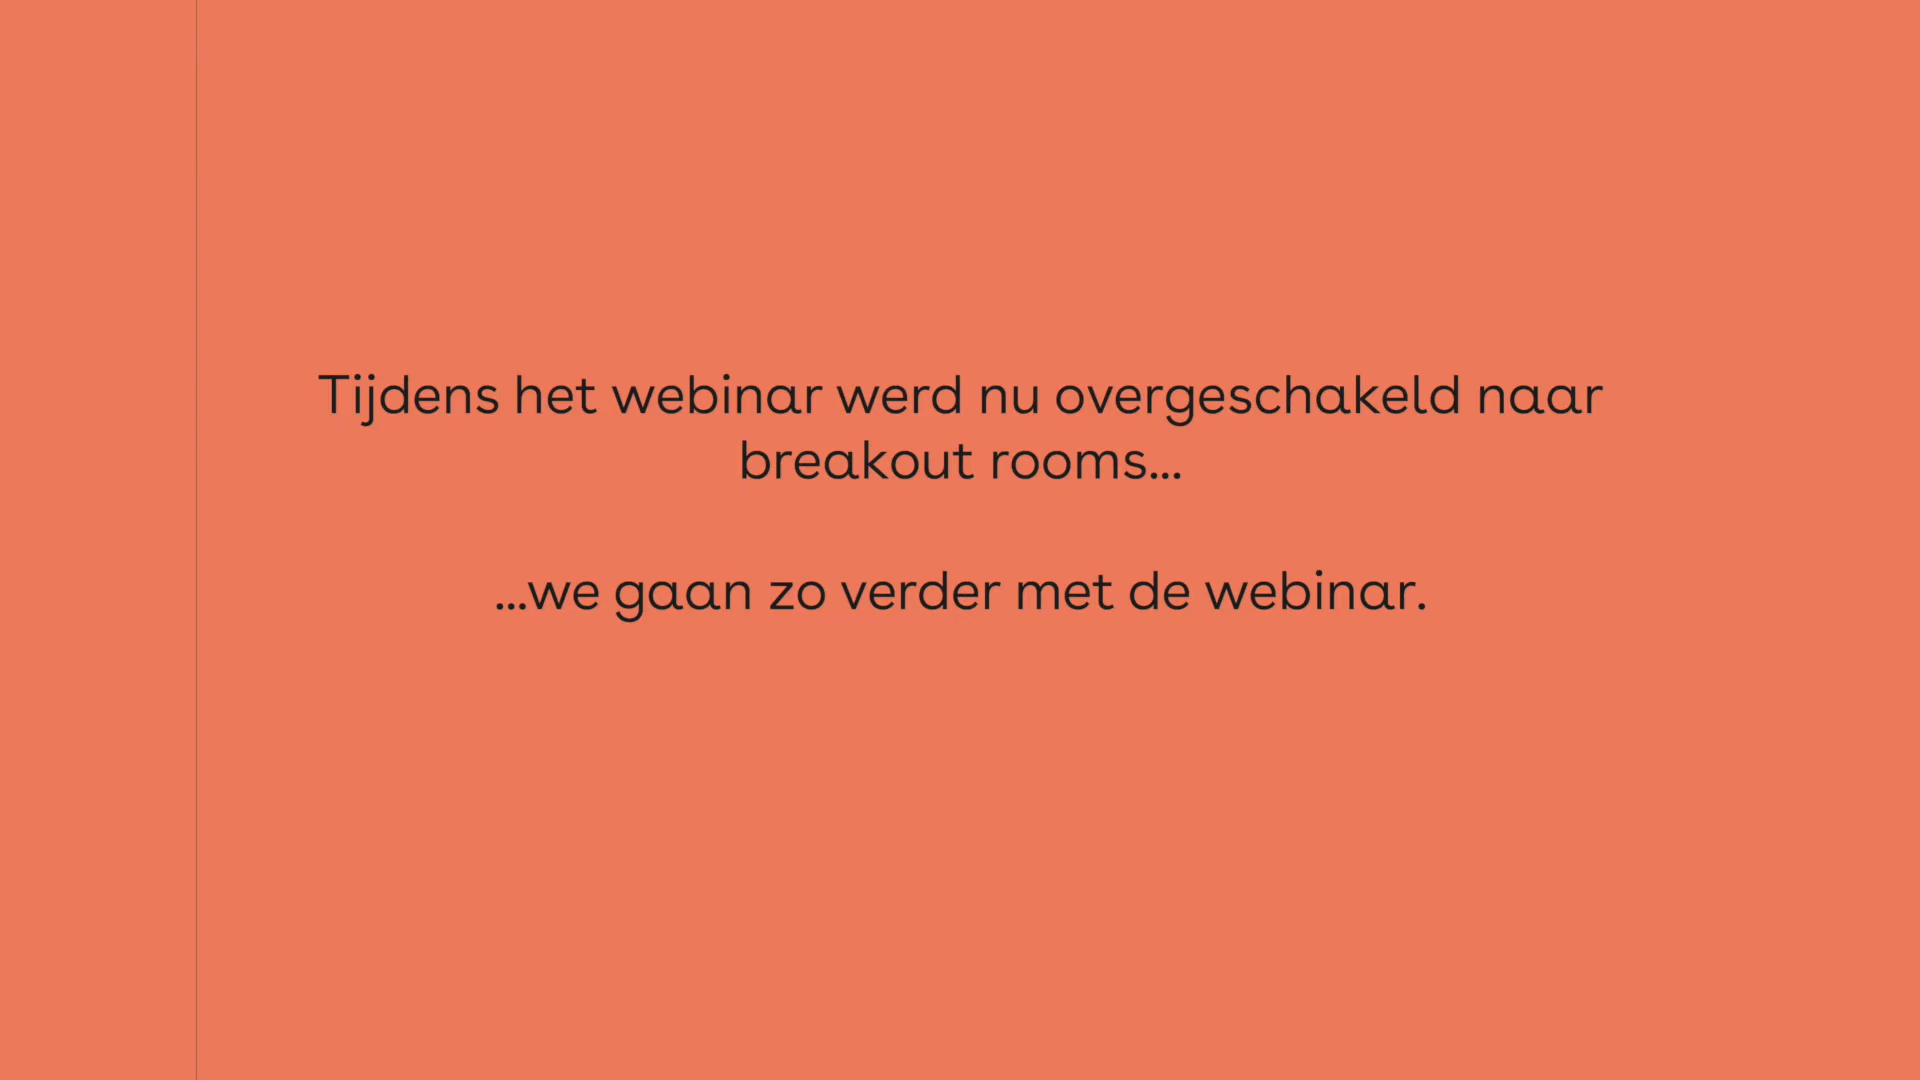 Tijdens het webinar werd nu overgeschakeld naar
breakout rooms...
...we gaan zo verder met de webinar.